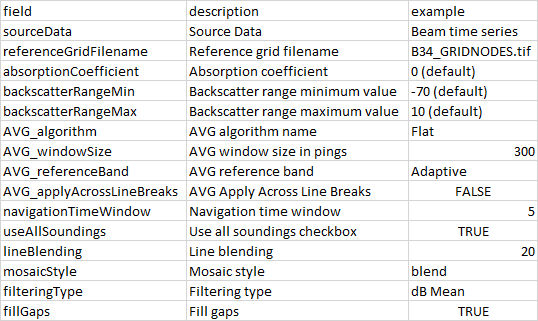 field description example
sourceData Source Data Beam time series
referenceGridFilename Reference grid filename B34_GRIDNODES.tif
absorptionCoefficient Absorption coefficient 0 (default)
backscatterRangeMin Backscatter range minimum value -70 (default)
backscatterRangeMax Backscatter range maximum value 10 (default)
AVG_algorithm AVG algorithm name Flat
AVG_windowSize AVG window size in pings 300
AVG_referenceBand AVG reference band Adaptive
AVG_applyAcrossLineBreaks AVG Apply Across Line Breaks FALSE
navigationTimeWindow Navigation time window 5
useAllSoundings Use all soundings checkbox TRUE
lineBlending Line blending 20
mosaicStyle Mosaic style blend
filteringType Filtering type dB Mean
fillGaps Fill gaps TRUE